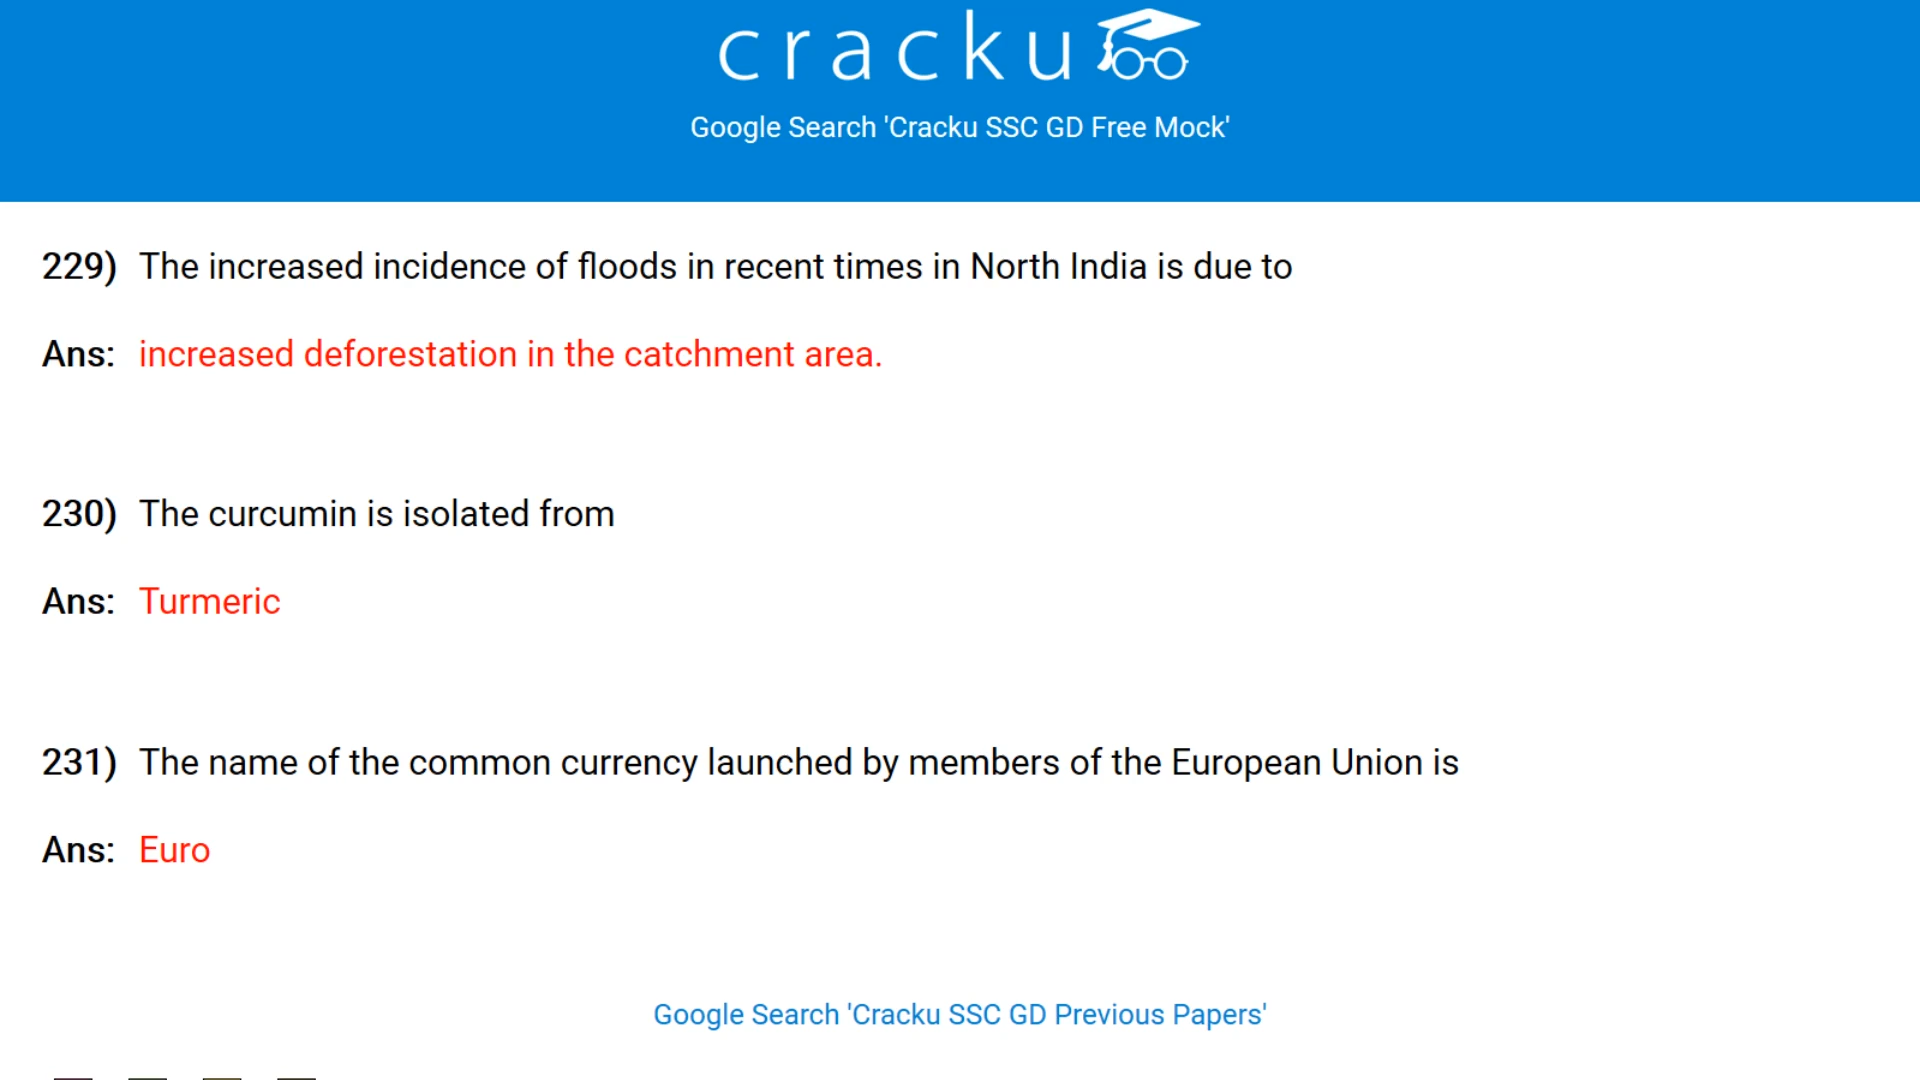 cracku
Google Search 'Cracku SSC GD Free Mock'
229) The increased incidence of floods in recent times in North India is due to
Ans: increased deforestation in the catchment area.
230) The curcumin is isolated from
Ans: Turmeric
231) The name of the common currency launched by members of the European Union is
Ans: Euro
Google Search 'Cracku SSC GD Previous Papers'